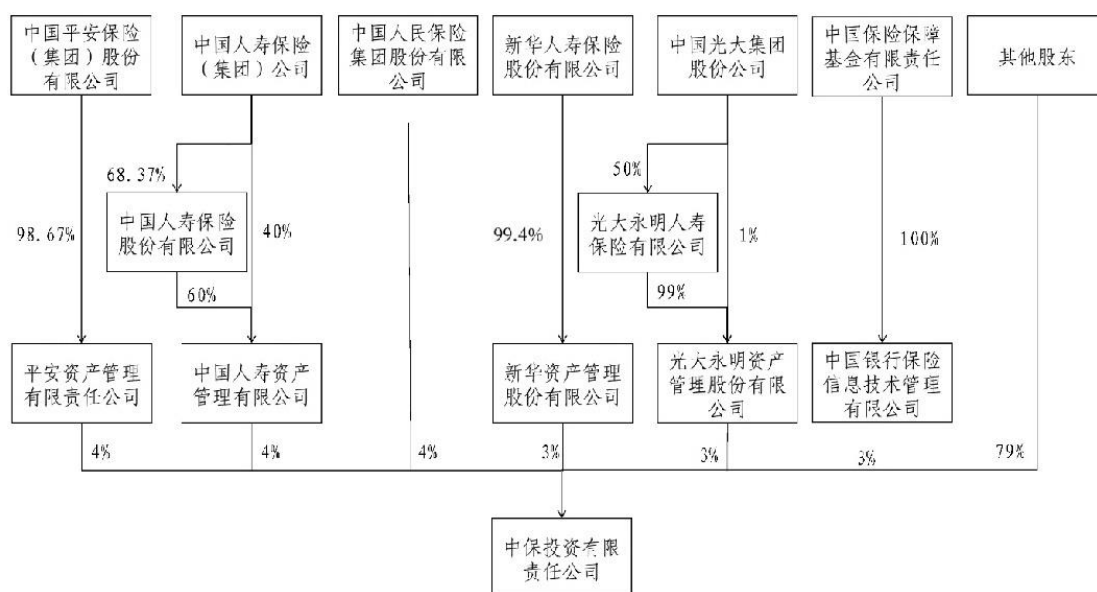 中国平安保险
（集团）股份
有限公司
中国人寿保险
（集团）公司
中国人民保险
集团股份有限
公司
新华人寿保险
股份有限公司
中国光大集团
股份公司
中国保险保障
基金有限责任
公司
其他股东
68.37%
50%
中国人寿保险
股份有限公司
光大永明人寿
保险有限公司
98.67%
40%
99.4%
1%
100%
60%
99%
平安资产管理
有限责任公司
中国人寿资产
管理有限公司
新华资产管理
股份有限公司
光大永明资产
管理股份有限
公司
中国银行保险
信息技术管理
有限公司
4%
4%
4%
3%
3%
3%
79%
中保投资有限
责任公司